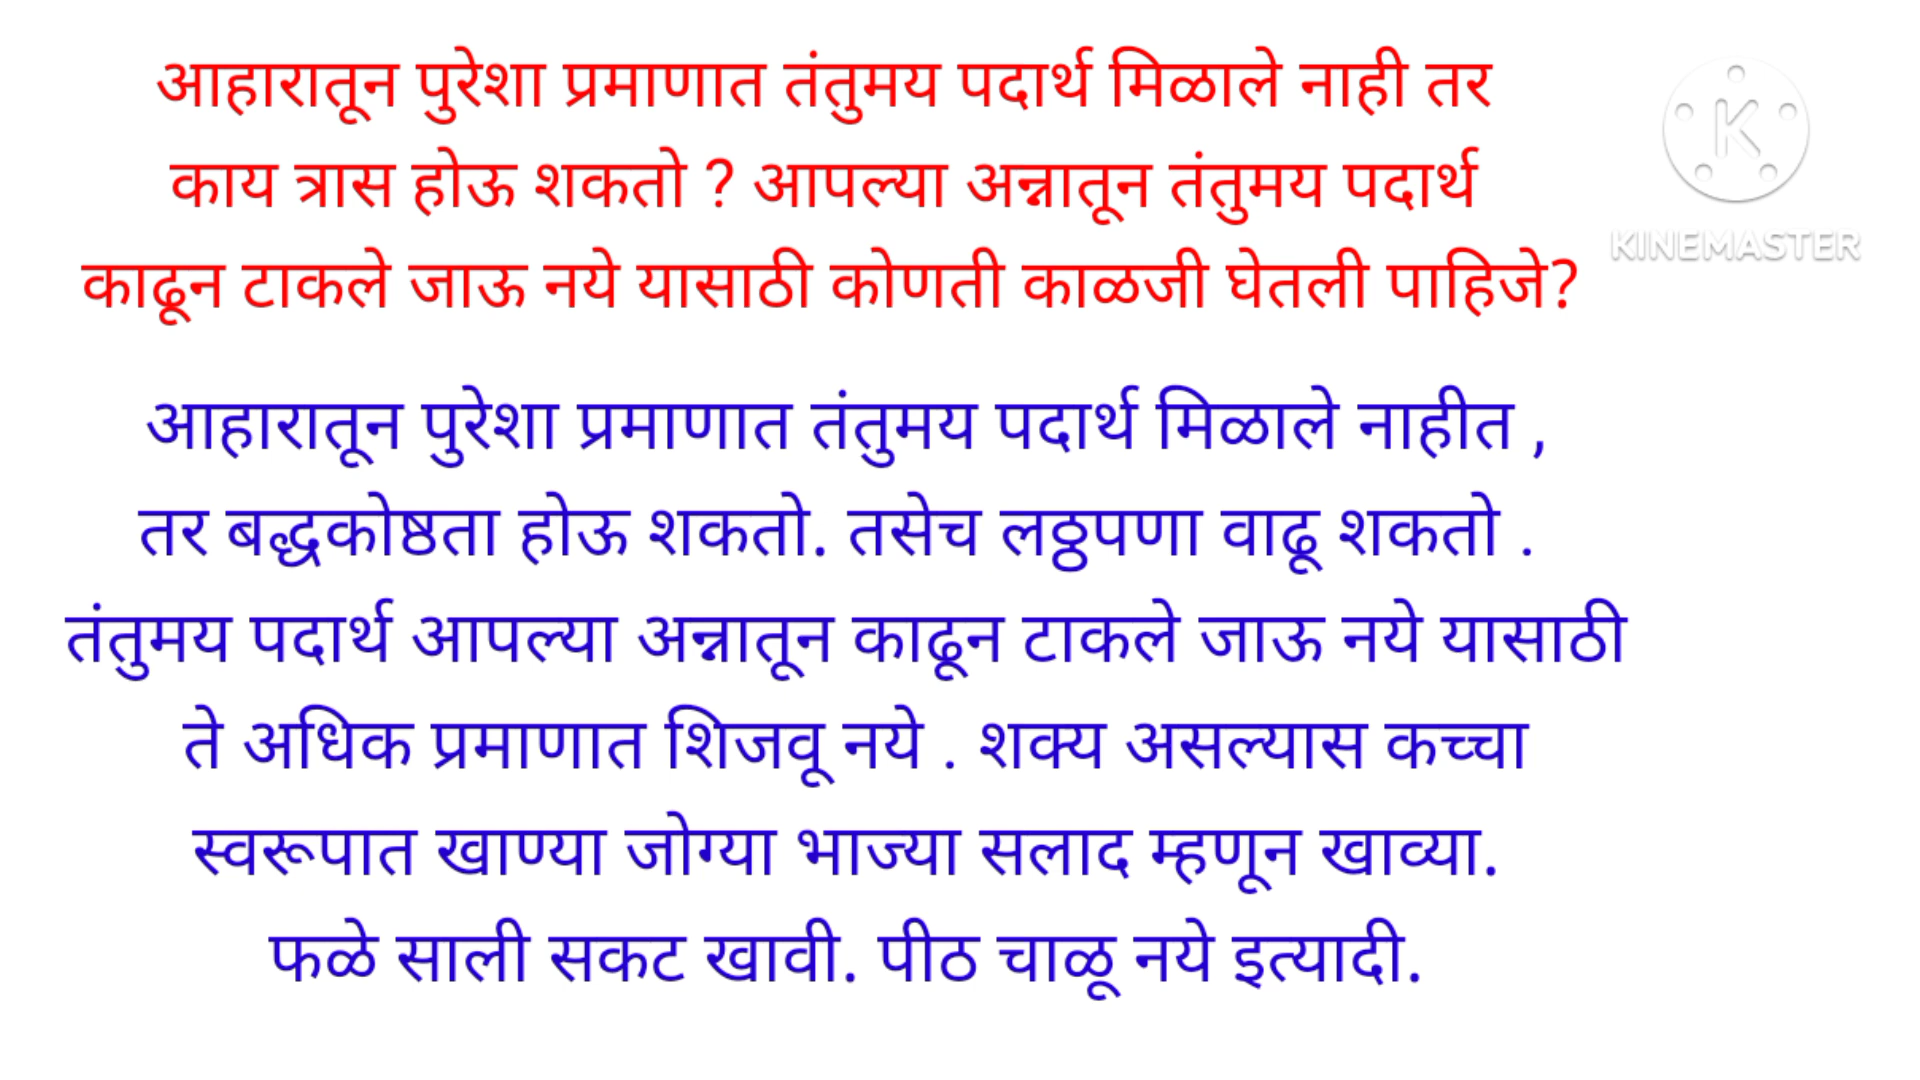 आहारातून पुरेशा प्रमाणात तंतुमय पदार्थ मिळाले नाही तर
काय त्रास होऊ शकतो ? आपल्या अन्नातून तंतुमय पदार्थ
काढून टाकले जाऊ नये यासाठी कोणती काळजी घेतली पाहिजे?
K
KINEMASTER
आहारातून पुरेशा प्रमाणात तंतुमय पदार्थ मिळाले नाहीत ,
तर बद्धकोष्ठता होऊ शकतो. तसेच लठ्ठपणा वाढू शकतो .
तंतुमय पदार्थ आपल्या अन्नातून काढून टाकले जाऊ नये यासाठी
ते अधिक प्रमाणात शिजवू नये . शक्य असल्यास कच्चा
स्वरूपात खाण्या जोग्या भाज्या सलाद म्हणून खाव्या.
फळे साली सकट खावी. पीठ चाळू नये इत्यादी.